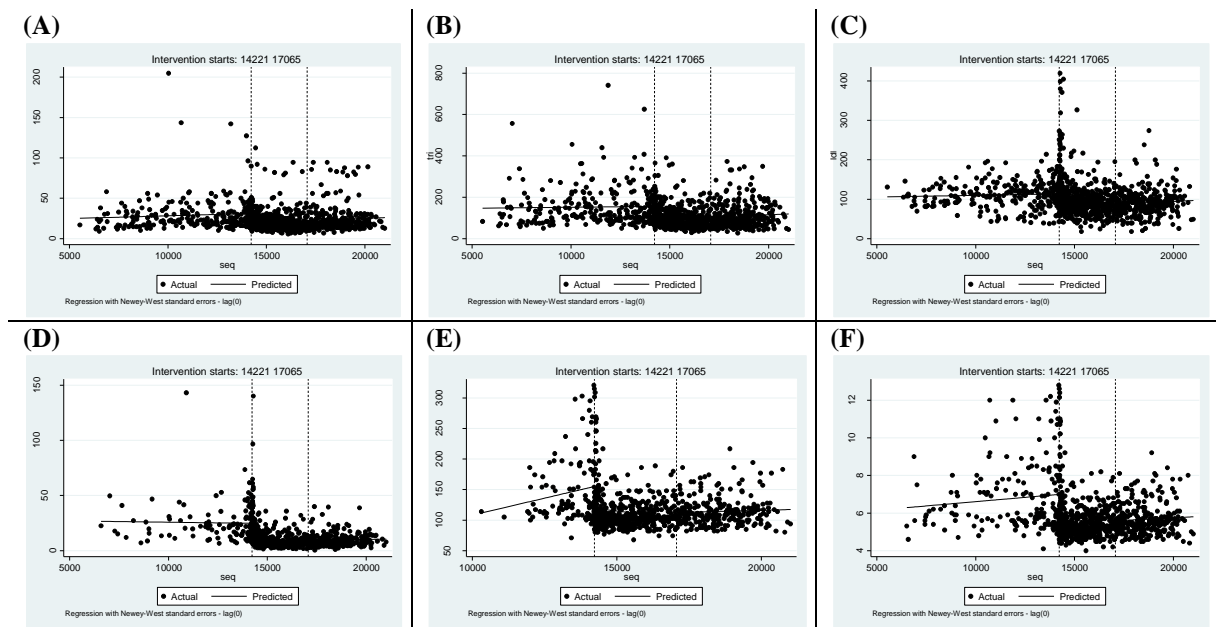 (A)
Intervention starts: 14221 17065
200
150
100
50
0
5000 10000 15000 20000
seq
Actual Predicted
Regression with Newey-West standard errors - lag(0)
(B)
Intervention starts: 14221 17065
tri
800
600
400
200
0
5000 10000 15000 20000
seq
Actual Predicted
Regression with Newey-West standard errors - lag(0)
(C)
Intervention starts: 14221 17065
ldl
400
300
200
100
0
5000 10000 15000 20000
seq
Actual Predicted
Regression with Newey-West standard errors - lag(0)
(D)
Intervention starts: 14221 17065
150
100
50
0
5000 10000 15000 20000
seq
Actual Predicted
Regression with Newey-West standard errors - lag(0)
(E)
Intervention starts: 14221 17065
300
250
200
150
100
50
10000 15000 20000
seq
Actual Predicted
Regression with Newey-West standard errors - lag(0)
(F)
Intervention starts: 14221 17065
12
10
8
6
4
5000 10000 15000 20000
seq
Actual Predicted
Regression with Newey-West standard errors - lag(0)